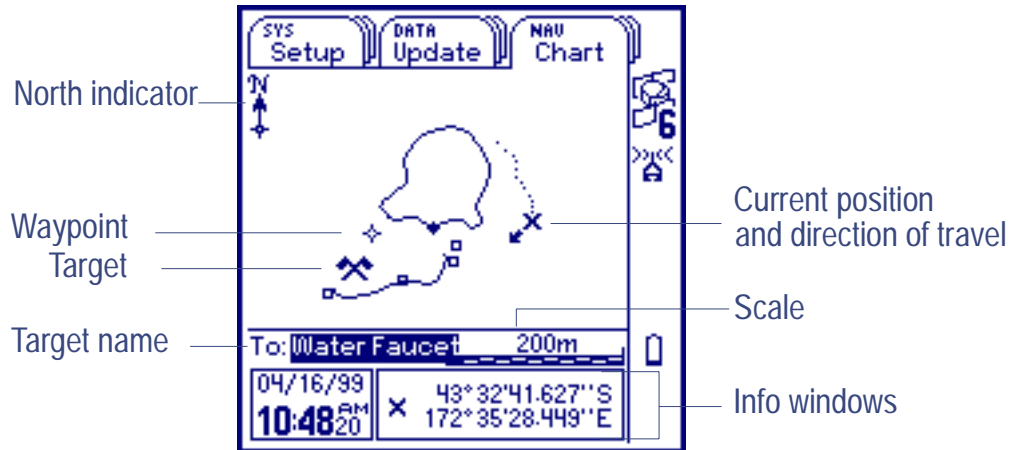 SYS
Setup
DATA
Update
NAV
Chart
N
North indicator
6
Waypoint
Target
Current position
and direction of travel
Scale
Target name
To: Water Faucet 200m
04/16/99
10:48 AM 20
43°32'41.627''S
172°35'28.449''E
Info windows